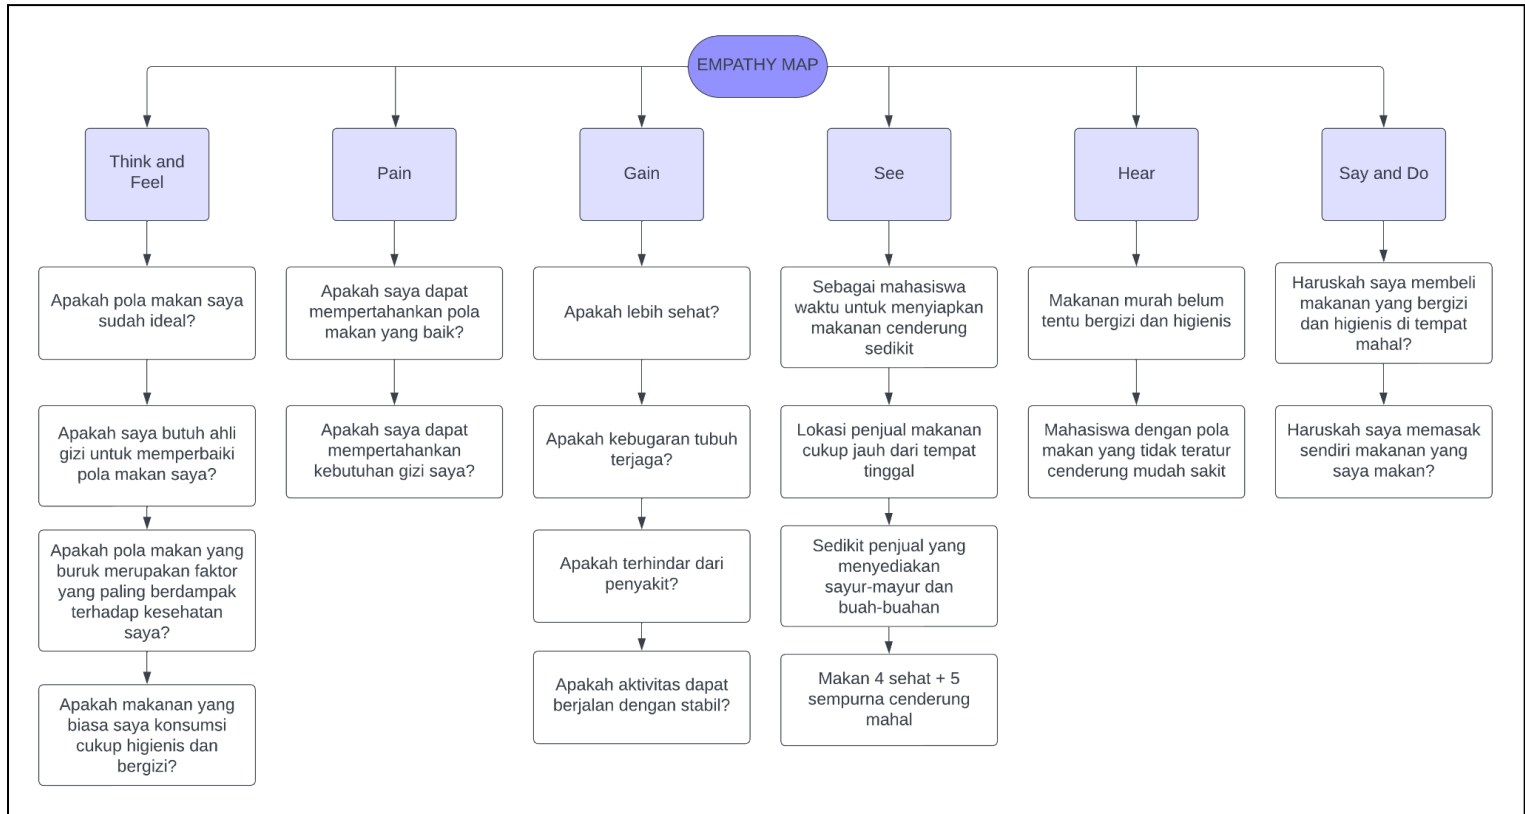 EMPATHY MAP
Think and
Feel
Apakah pola makan saya
sudah ideal?
Apakah saya butuh ahli
gizi untuk memperbaiki
pola makan saya?
Apakah pola makan yang
buruk merupakan faktor
yang paling berdampak
terhadap kesehatan
saya?
Apakah makanan yang
biasa saya konsumsi
cukup higienis dan
bergizi?
Pain
Apakah saya dapat
mempertahankan pola
makan yang baik?
Apakah saya dapat
mempertahankan
kebutuhan gizi saya?
Gain
Apakah lebih sehat?
Apakah kebugaran tubuh
terjaga?
Apakah terhindar dari
penyakit?
Apakah aktivitas dapat
berjalan dengan stabil?
See
Sebagai mahasiswa
waktu untuk menyiapkan
makanan cenderung
sedikit
Lokasi penjual makanan
cukup jauh dari tempat
tinggal
Sedikit penjual yang
menyediakan
sayur-mayur dan
buah-buahan
Makan 4 sehat + 5
sempurna cenderung
mahal
Hear
Makanan murah belum
tentu bergizi dan higienis
Mahasiswa dengan pola
makan yang tidak teratur
cenderung mudah sakit
Say and Do
Haruskah saya membeli
makanan yang bergizi
dan higienis di tempat
mahal?
Haruskah saya memasak
sendiri makanan yang
saya makan?